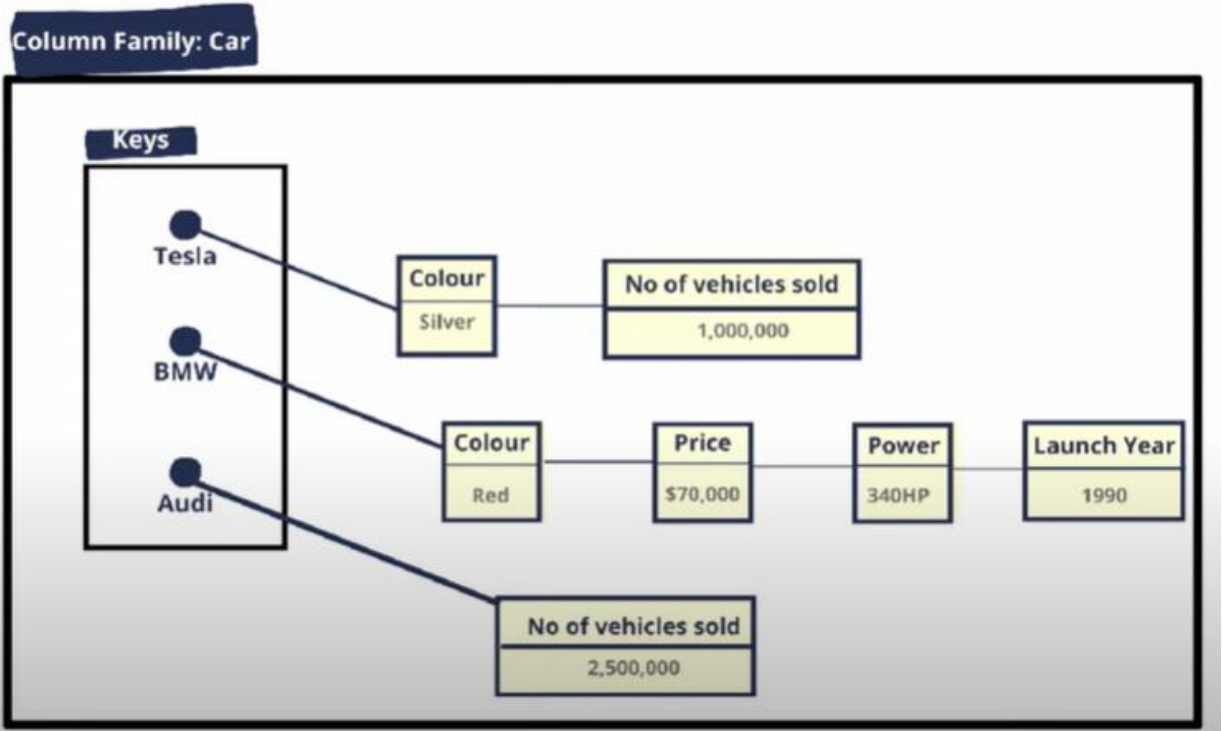 Column Family: Car
Keys
Tesla
Colour
Silver
No of vehicles sold
1,000,000
BMW
Colour
Red
Price
$70,000
Power
340HP
Launch Year
1990
Audi
No of vehicles sold
2,500,000